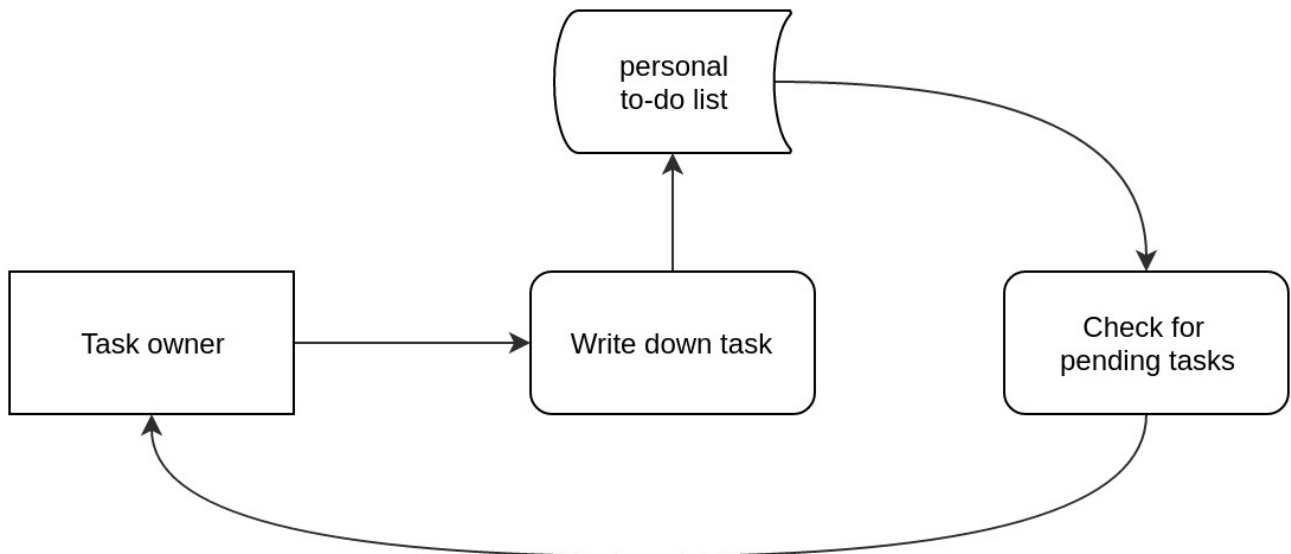 personal
to-do list
Task owner
Write down task
Check for
pending tasks